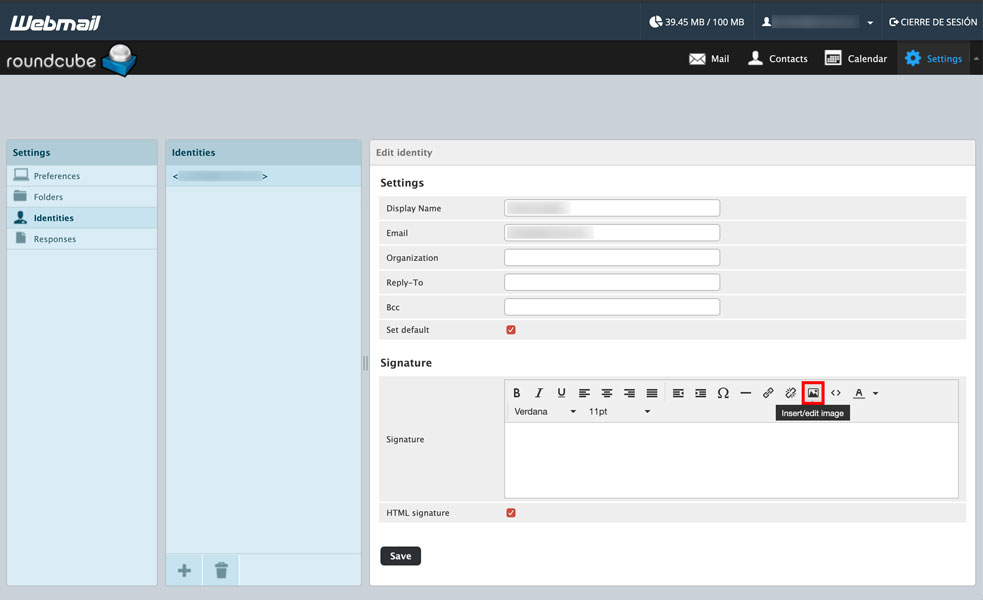 Webmail
39.45 MB / 100 MB
CIERRE DE SESIÓN
roundcube
Mail
Contacts
Calendar
Settings
Settings
Preferences
Folders
Identities
Responses
Identities
< >
Edit identity
Settings
Display Name
Email
Organization
Reply-To
Bcc
Set default
Signature
B I U Ω A
Verdana 11pt
Insert/edit image
Signature
HTML signature
Save